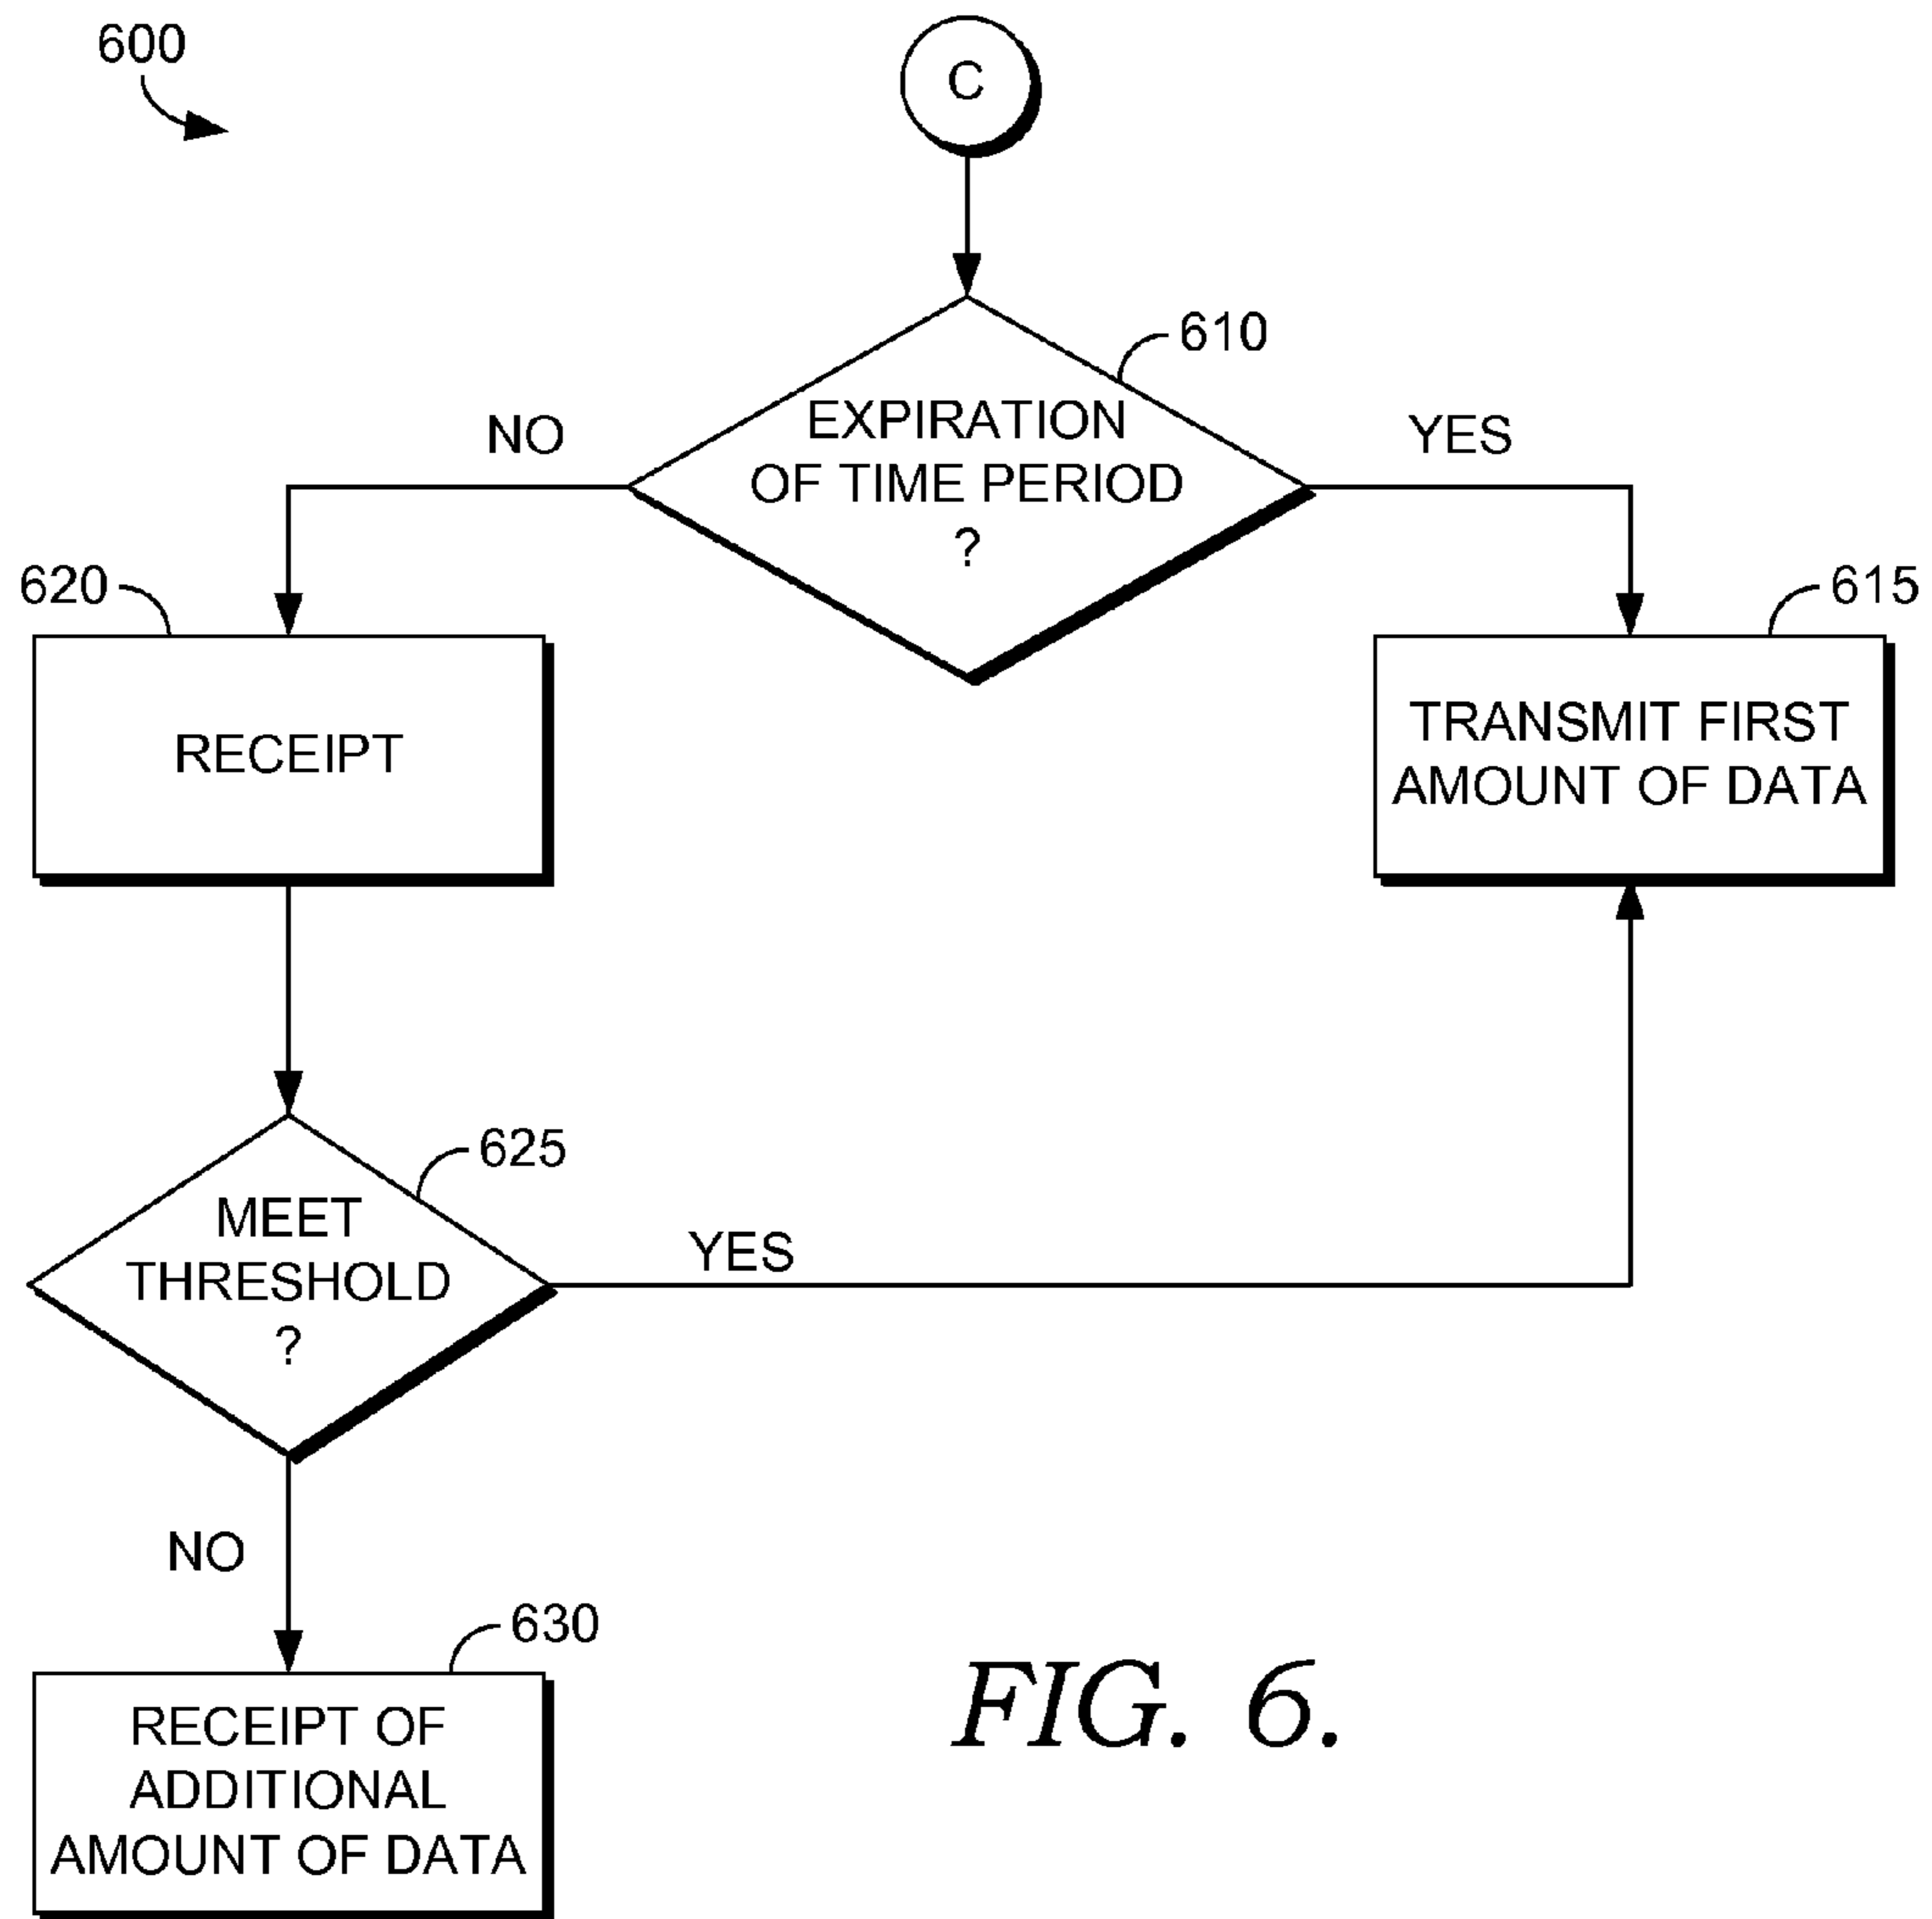 600
C
610
EXPIRATION
OF TIME PERIOD
?
NO
YES
620
RECEIPT
615
TRANSMIT FIRST
AMOUNT OF DATA
625
MEET
THRESHOLD
?
YES
NO
630
RECEIPT OF
ADDITIONAL
AMOUNT OF DATA
FIG. 6.